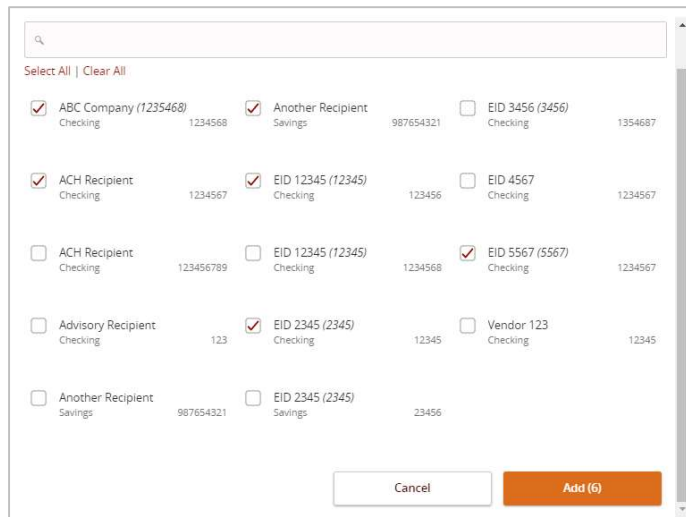 Select All | Clear All
ABC Company (1235468)
Checking 1234568
Another Recipient
Savings 987654321
EID 3456 (3456)
Checking 1354687
ACH Recipient
Checking 1234567
EID 12345 (12345)
Checking 123456
EID 4567
Checking 1234567
ACH Recipient
Checking 123456789
EID 12345 (12345)
Checking 1234568
EID 5567 (5567)
Checking 1234567
Advisory Recipient
Checking 123
EID 2345 (2345)
Checking 12345
Vendor 123
Checking 12345
Another Recipient
Savings 987654321
EID 2345 (2345)
Savings 23456
Cancel
Add (6)